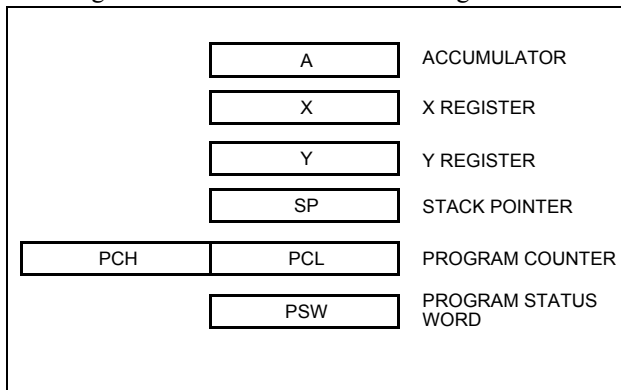 A ACCUMULATOR
X X REGISTER
Y Y REGISTER
SP STACK POINTER
PCH PCL PROGRAM COUNTER
PSW PROGRAM STATUS
WORD